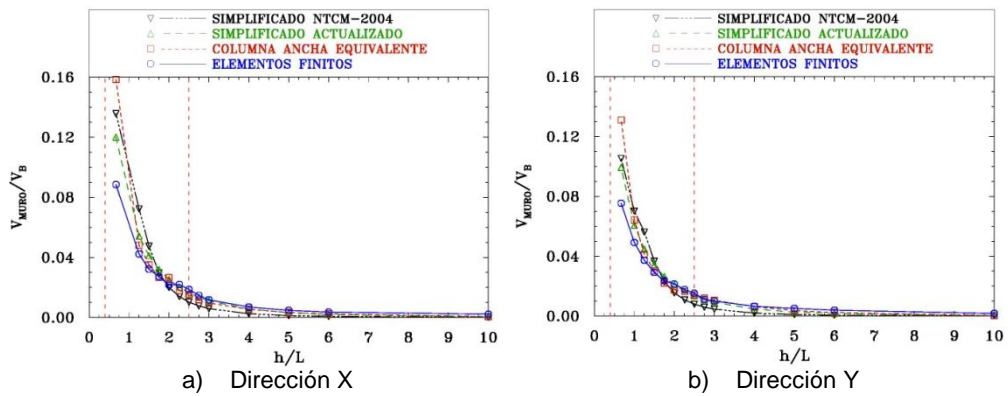 SIMPLIFICADO NTCM-2004
SIMPLIFICADO ACTUALIZADO
COLUMNA ANCHA EQUIVALENTE
ELEMENTOS FINITOS
0.16
0.12
0.08
0.04
0.00
V_MURO/V_B
0 1 2 3 4 5 6 7 8 9 10
h/L
a) Dirección X
SIMPLIFICADO NTCM-2004
SIMPLIFICADO ACTUALIZADO
COLUMNA ANCHA EQUIVALENTE
ELEMENTOS FINITOS
0.16
0.12
0.08
0.04
0.00
V_MURO/V_B
0 1 2 3 4 5 6 7 8 9 10
h/L
b) Dirección Y